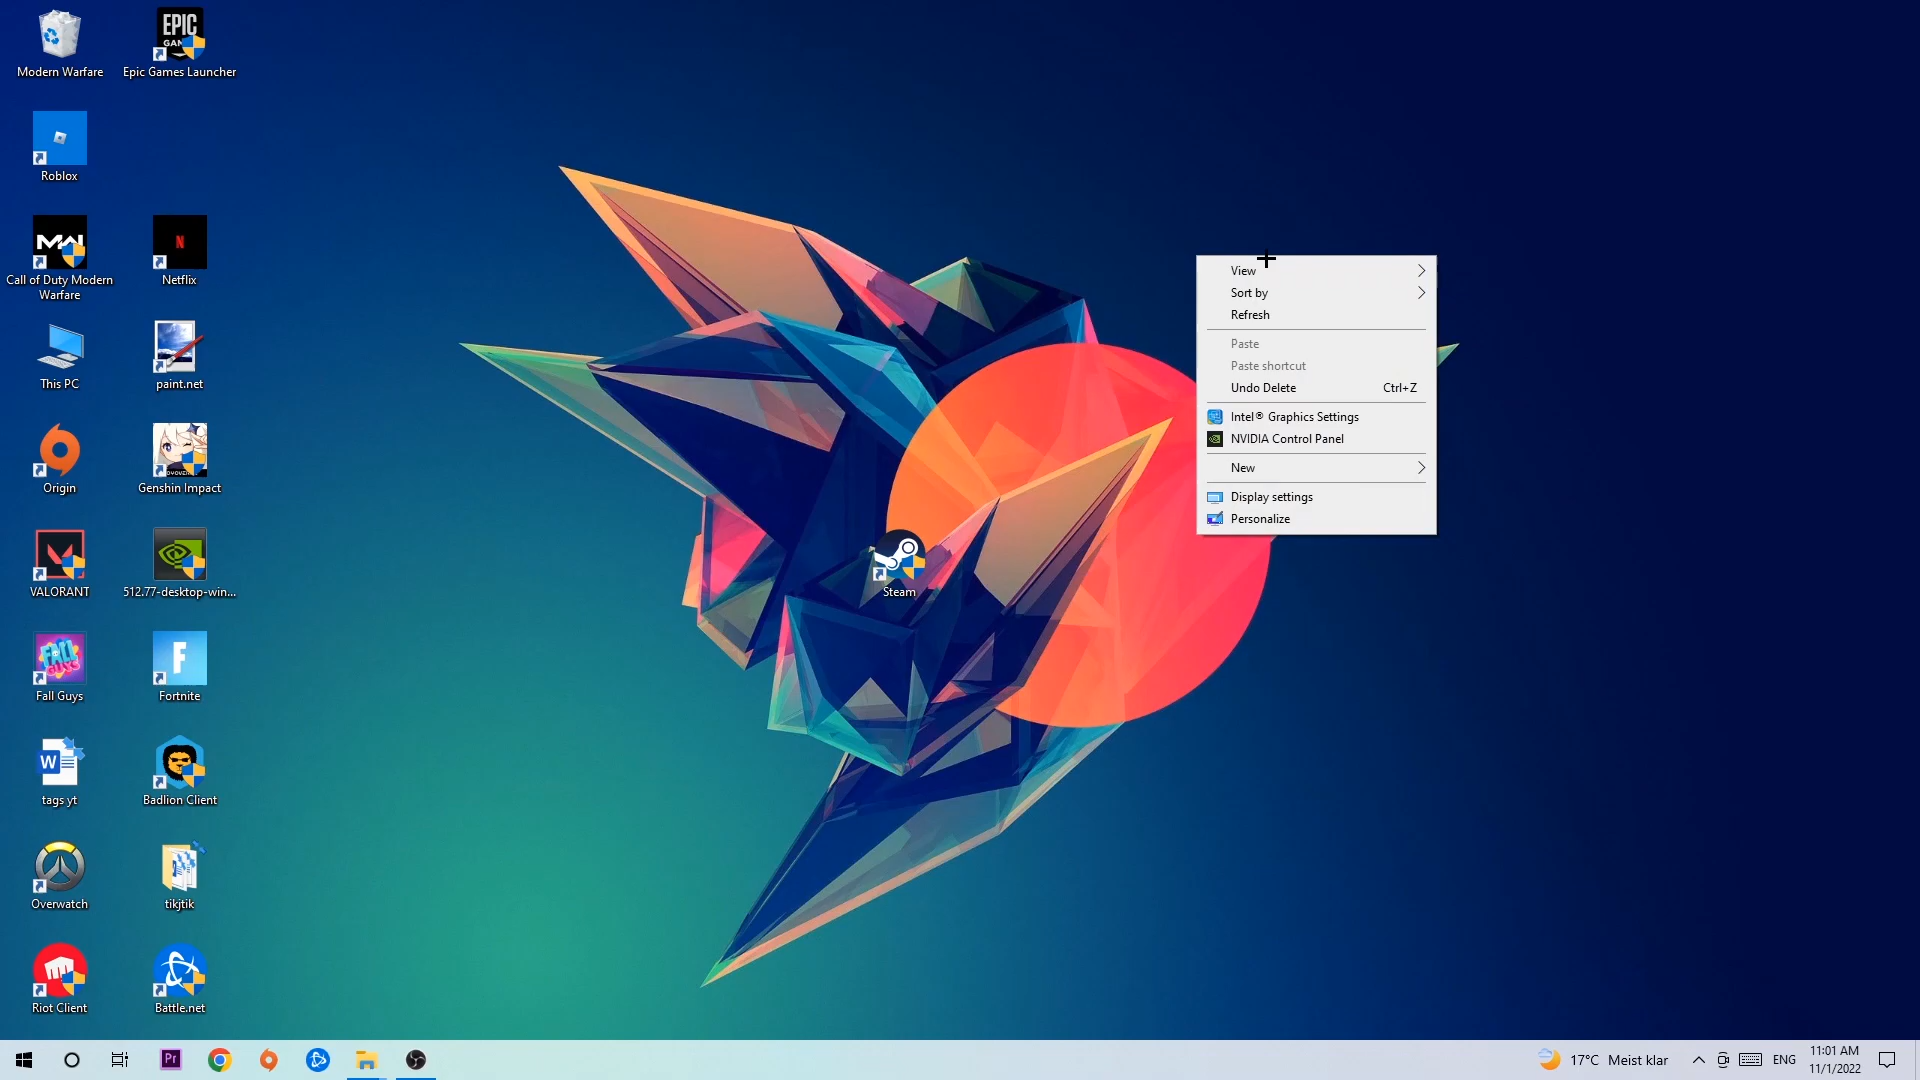 EPIC
GAMES
Modern Warfare
Epic Games Launcher
Roblox
MW
N
Call of Duty Modern
Warfare
Netflix
This PC
paint.net
Origin
Genshin Impact
VALORANT
512.77-desktop-win...
FALL
GUYS
F
Fall Guys
Fortnite
W
tags yt
Badlion Client
Overwatch
tikjtik
Riot Client
Battle.net
Steam
View
Sort by
Refresh
Paste
Paste shortcut
Undo Delete Ctrl+Z
Intel® Graphics Settings
NVIDIA Control Panel
New
Display settings
Personalize
Pr
17°C Meist klar
ENG
11:01 AM
11/1/2022